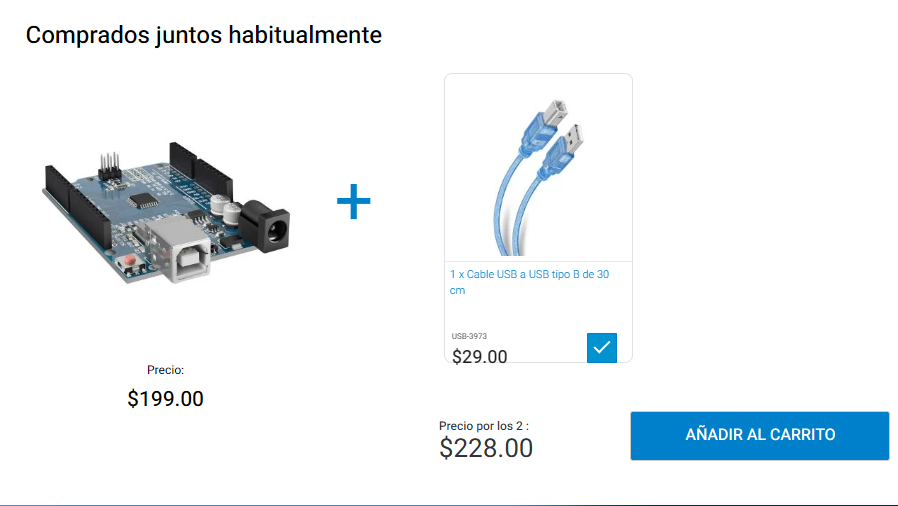 Comprados juntos habitualmente
1 x Cable USB a USB tipo B de 30
cm
USB-3973
$29.00
Precio:
$199.00
Precio por los 2 :
$228.00
AÑADIR AL CARRITO